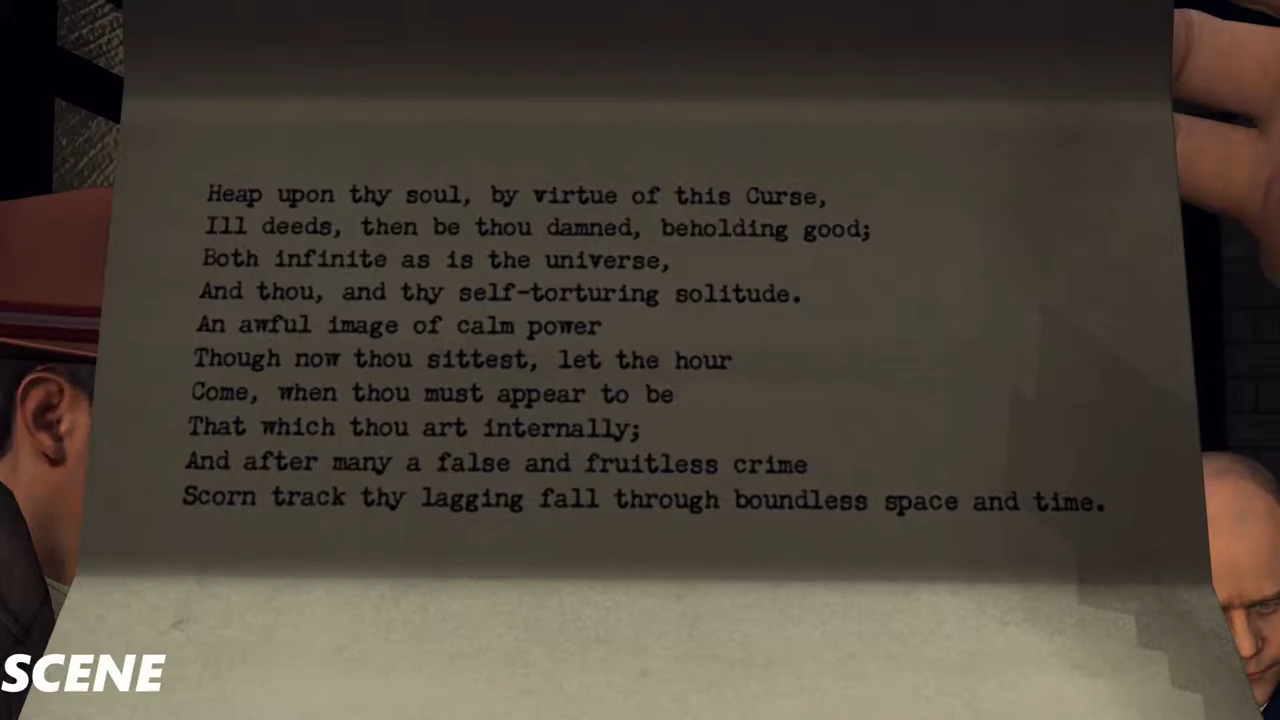 Heap upon thy soul, by virtue of this Curse,
Ill deeds, then be thou damned, beholding good;
Both infinite as is the universe,
And thou, and thy self-torturing solitude.
An awful image of calm power
Though now thou sittest, let the hour
Come, when thou must appear to be
That which thou art internally;
And after many a false and fruitless crime
Scorn track thy lagging fall through boundless space and time.
SCENE